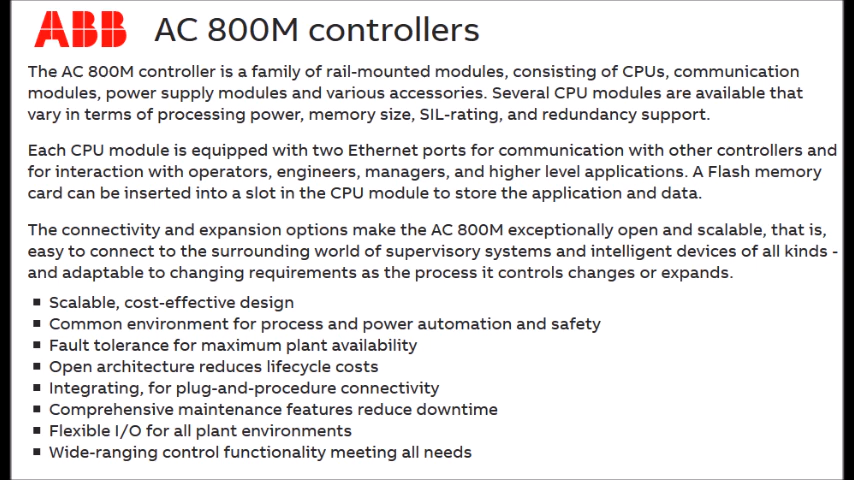 ABB AC 800M controllers
The AC 800M controller is a family of rail-mounted modules, consisting of CPUs, communication
modules, power supply modules and various accessories. Several CPU modules are available that
vary in terms of processing power, memory size, SIL-rating, and redundancy support.
Each CPU module is equipped with two Ethernet ports for communication with other controllers and
for interaction with operators, engineers, managers, and higher level applications. A Flash memory
card can be inserted into a slot in the CPU module to store the application and data.
The connectivity and expansion options make the AC 800M exceptionally open and scalable, that is,
easy to connect to the surrounding world of supervisory systems and intelligent devices of all kinds -
and adaptable to changing requirements as the process it controls changes or expands.
▪ Scalable, cost-effective design
▪ Common environment for process and power automation and safety
▪ Fault tolerance for maximum plant availability
▪ Open architecture reduces lifecycle costs
▪ Integrating, for plug-and-procedure connectivity
▪ Comprehensive maintenance features reduce downtime
▪ Flexible I/O for all plant environments
▪ Wide-ranging control functionality meeting all needs